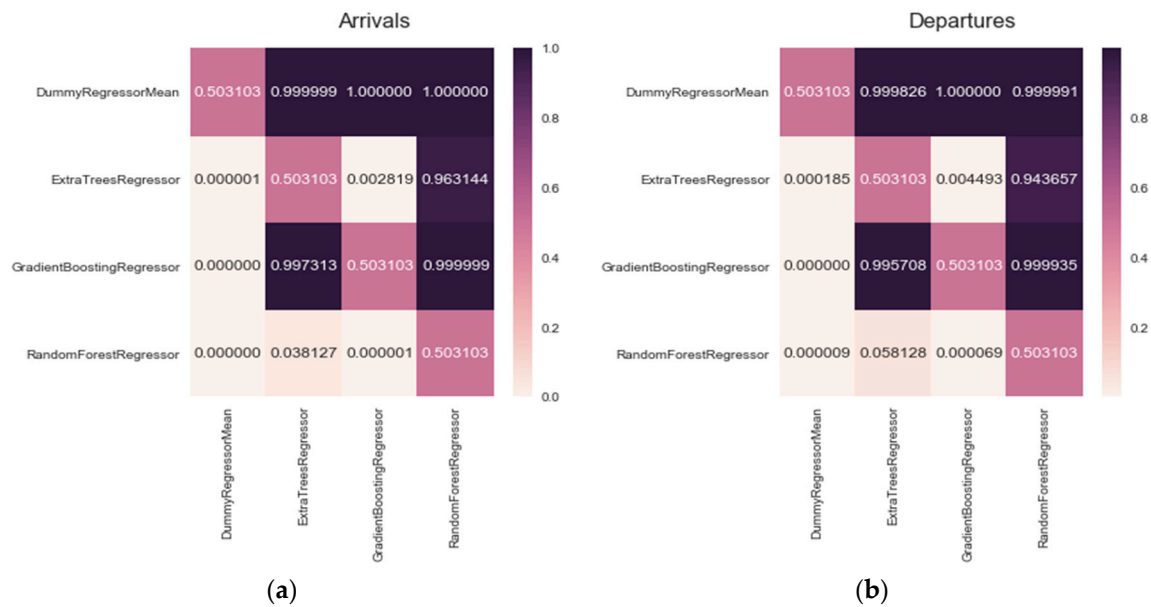 Arrivals
DummyRegressorMean 0.503103 0.999999 1.000000 1.000000
ExtraTreesRegressor 0.000001 0.503103 0.002819 0.963144
GradientBoostingRegressor 0.000000 0.997313 0.503103 0.999999
RandomForestRegressor 0.000000 0.038127 0.000001 0.503103
1.0
0.8
0.6
0.4
0.2
0.0
DummyRegressorMean
ExtraTreesRegressor
GradientBoostingRegressor
RandomForestRegressor
(a)
Departures
DummyRegressorMean 0.503103 0.999826 1.000000 0.999991
ExtraTreesRegressor 0.000185 0.503103 0.004493 0.943657
GradientBoostingRegressor 0.000000 0.995708 0.503103 0.999935
RandomForestRegressor 0.000009 0.058128 0.000069 0.503103
0.8
0.6
0.4
0.2
DummyRegressorMean
ExtraTreesRegressor
GradientBoostingRegressor
RandomForestRegressor
(b)